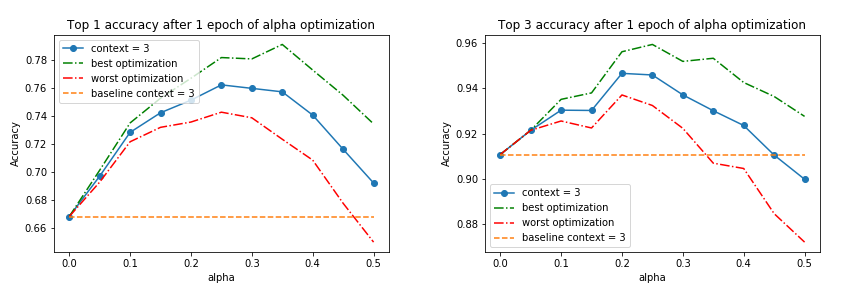 Top 1 accuracy after 1 epoch of alpha optimization
Accuracy
0.78
0.76
0.74
0.72
0.70
0.68
0.66
context = 3
best optimization
worst optimization
baseline context = 3
0.0 0.1 0.2 0.3 0.4 0.5
alpha
Top 3 accuracy after 1 epoch of alpha optimization
Accuracy
0.96
0.94
0.92
0.90
0.88
context = 3
best optimization
worst optimization
baseline context = 3
0.0 0.1 0.2 0.3 0.4 0.5
alpha